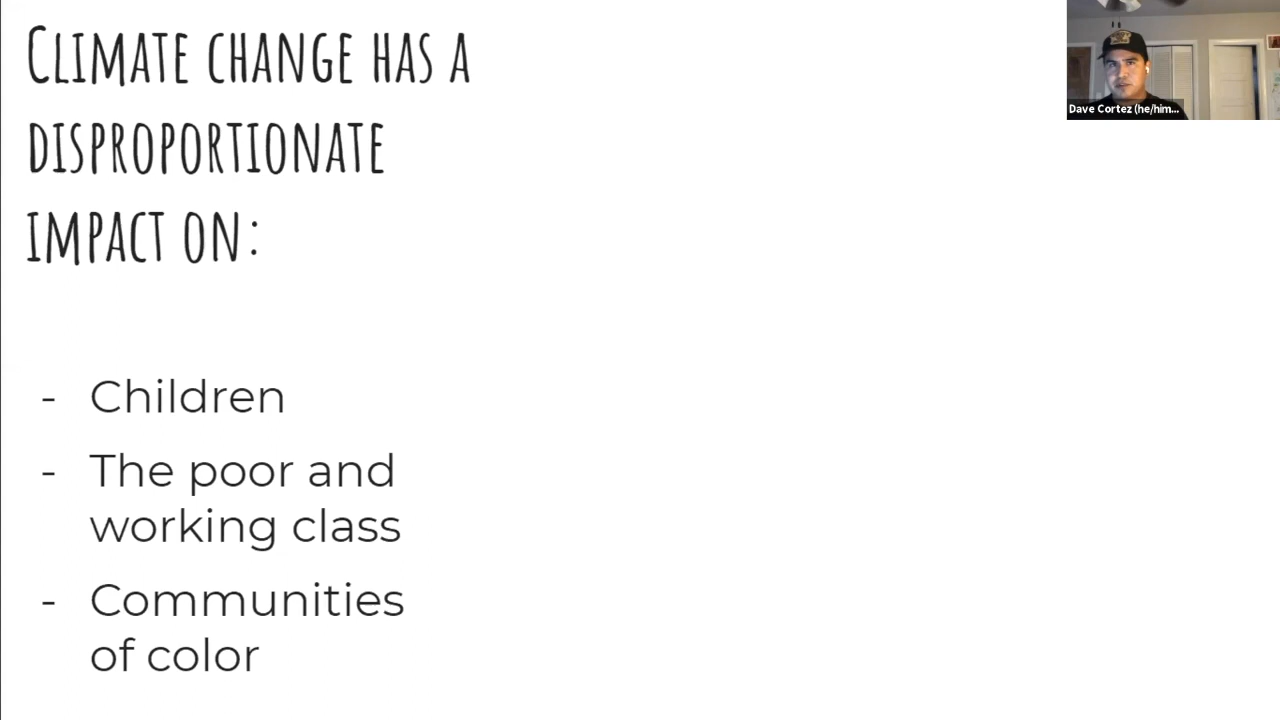 CLIMATE CHANGE HAS A
DISPROPORTIONATE
IMPACT ON:
- Children
- The poor and
working class
- Communities
of color
Dave Cortez (he/him...